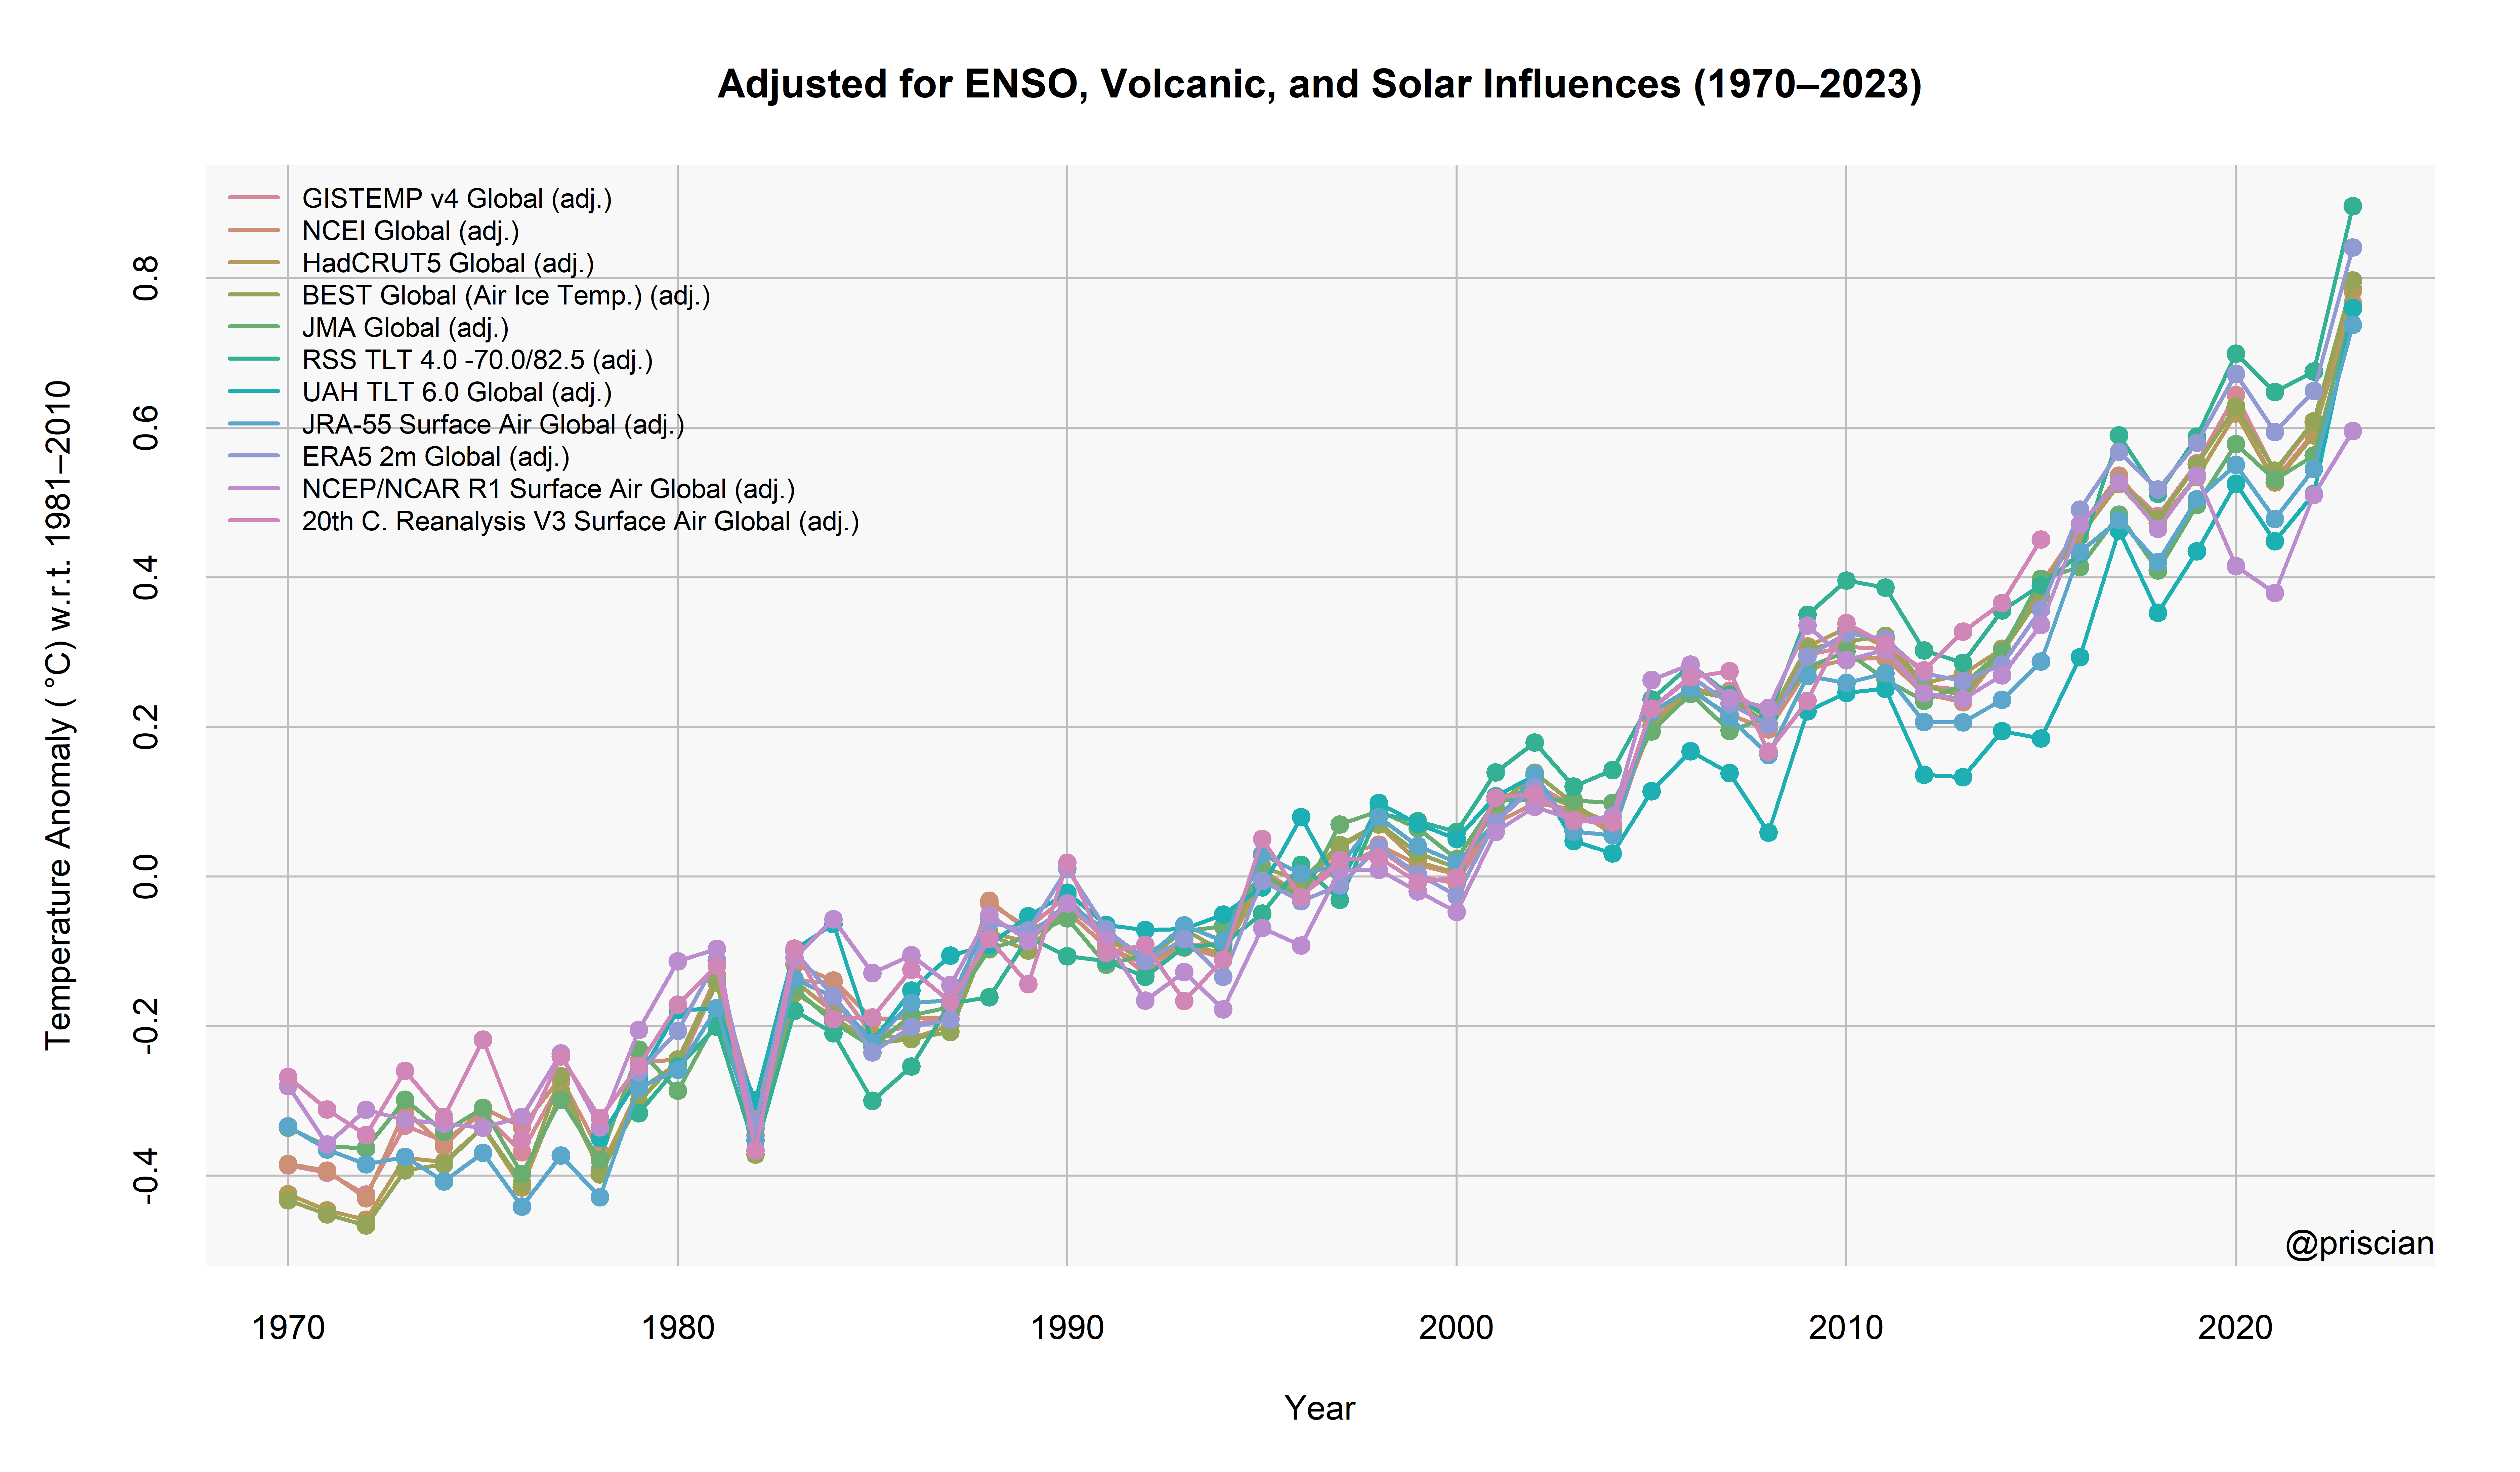 Adjusted for ENSO, Volcanic, and Solar Influences (1970–2023)
Temperature Anomaly ( °C) w.r.t. 1981–2010
0.8
0.6
0.4
0.2
0.0
-0.2
-0.4
GISTEMP v4 Global (adj.)
NCEI Global (adj.)
HadCRUT5 Global (adj.)
BEST Global (Air Ice Temp.) (adj.)
JMA Global (adj.)
RSS TLT 4.0 -70.0/82.5 (adj.)
UAH TLT 6.0 Global (adj.)
JRA-55 Surface Air Global (adj.)
ERA5 2m Global (adj.)
NCEP/NCAR R1 Surface Air Global (adj.)
20th C. Reanalysis V3 Surface Air Global (adj.)
@priscian
1970 1980 1990 2000 2010 2020
Year